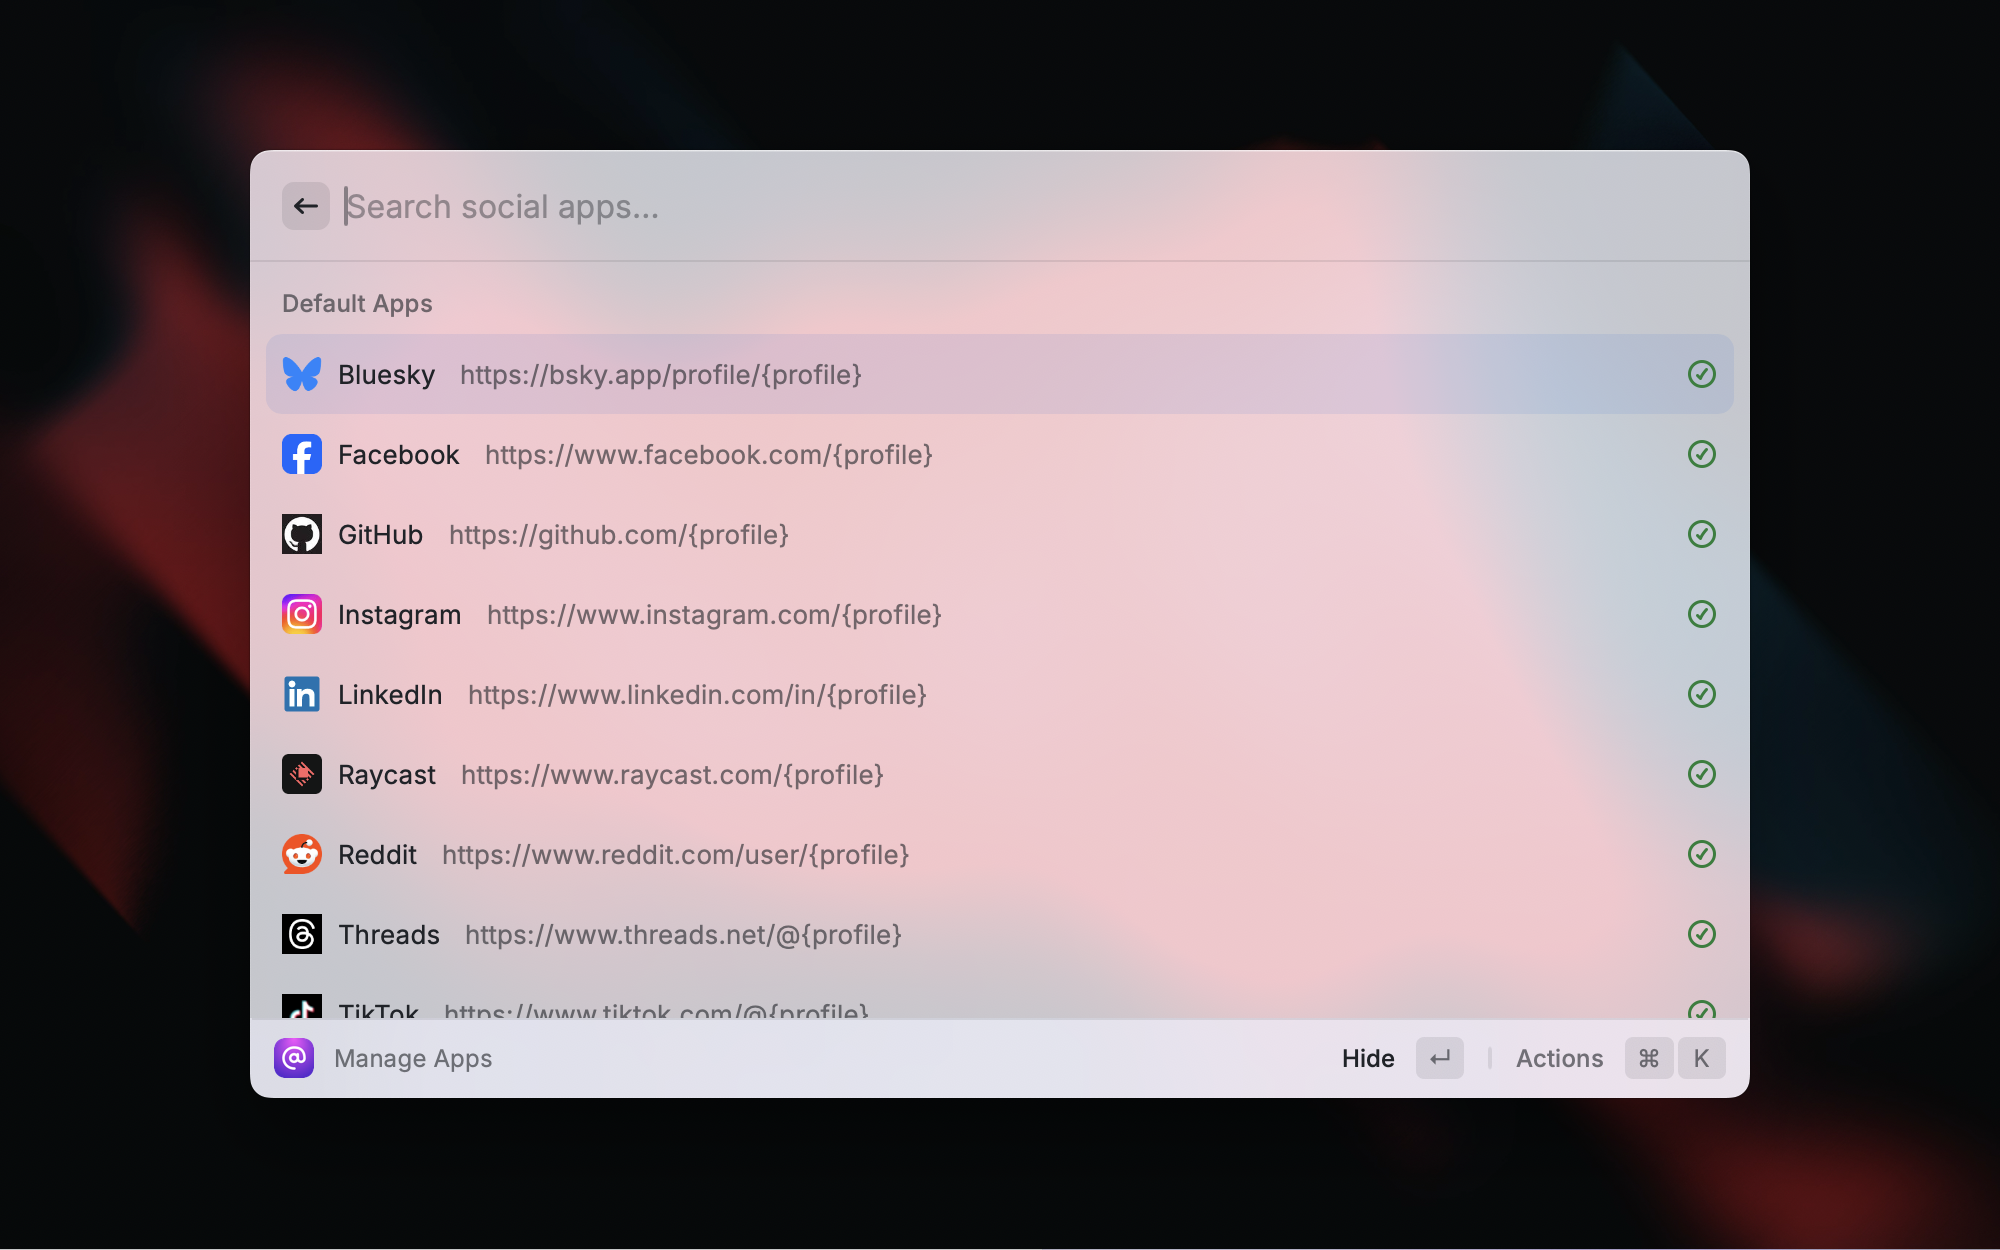 Search social apps...
Default Apps
Bluesky https://bsky.app/profile/{profile}
Facebook https://www.facebook.com/{profile}
GitHub https://github.com/{profile}
Instagram https://www.instagram.com/{profile}
LinkedIn https://www.linkedin.com/in/{profile}
Raycast https://www.raycast.com/{profile}
Reddit https://www.reddit.com/user/{profile}
Threads https://www.threads.net/@{profile}
TikTok https://www.tiktok.com/@{profile}
Manage Apps Hide ↵ Actions ⌘ K